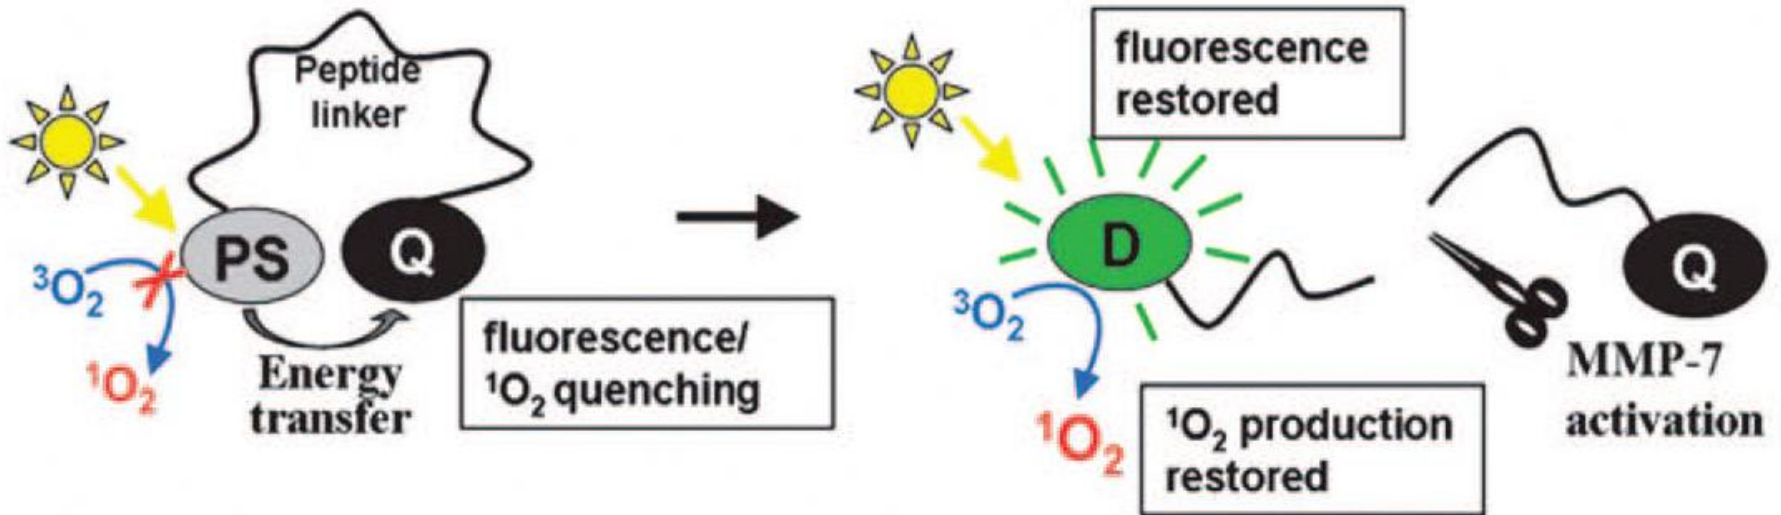 Peptide
linker
PS
Q
³O₂
¹O₂
Energy
transfer
fluorescence/
¹O₂ quenching
fluorescence
restored
D
³O₂
¹O₂
¹O₂ production
restored
Q
MMP-7
activation